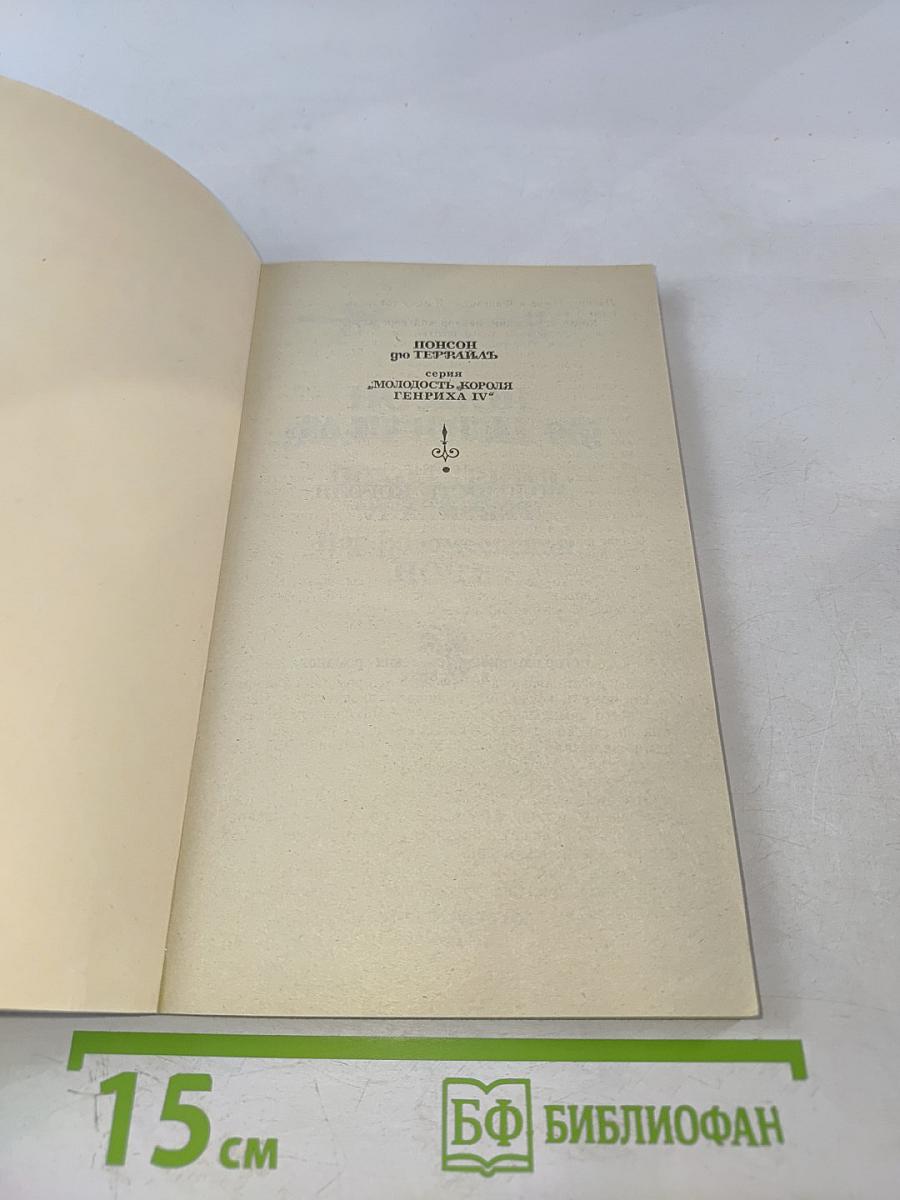 ПОНСОН
дю ТЕРРАЙЛЬ
серия
„МОЛОДОСТЬ КОРОЛЯ
ГЕНРИХА IV“
15 см
БФ БИБЛИОФАН